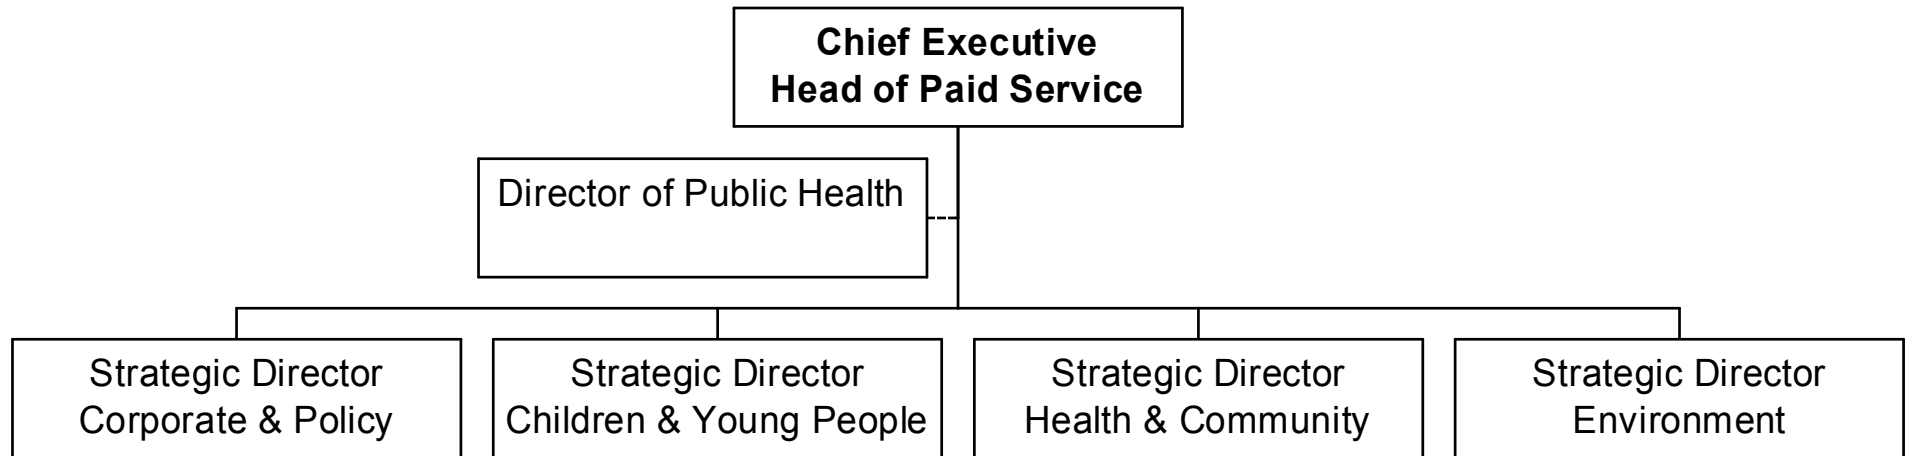 Chief Executive
Head of Paid Service
Director of Public Health
Strategic Director
Corporate & Policy
Strategic Director
Children & Young People
Strategic Director
Health & Community
Strategic Director
Environment